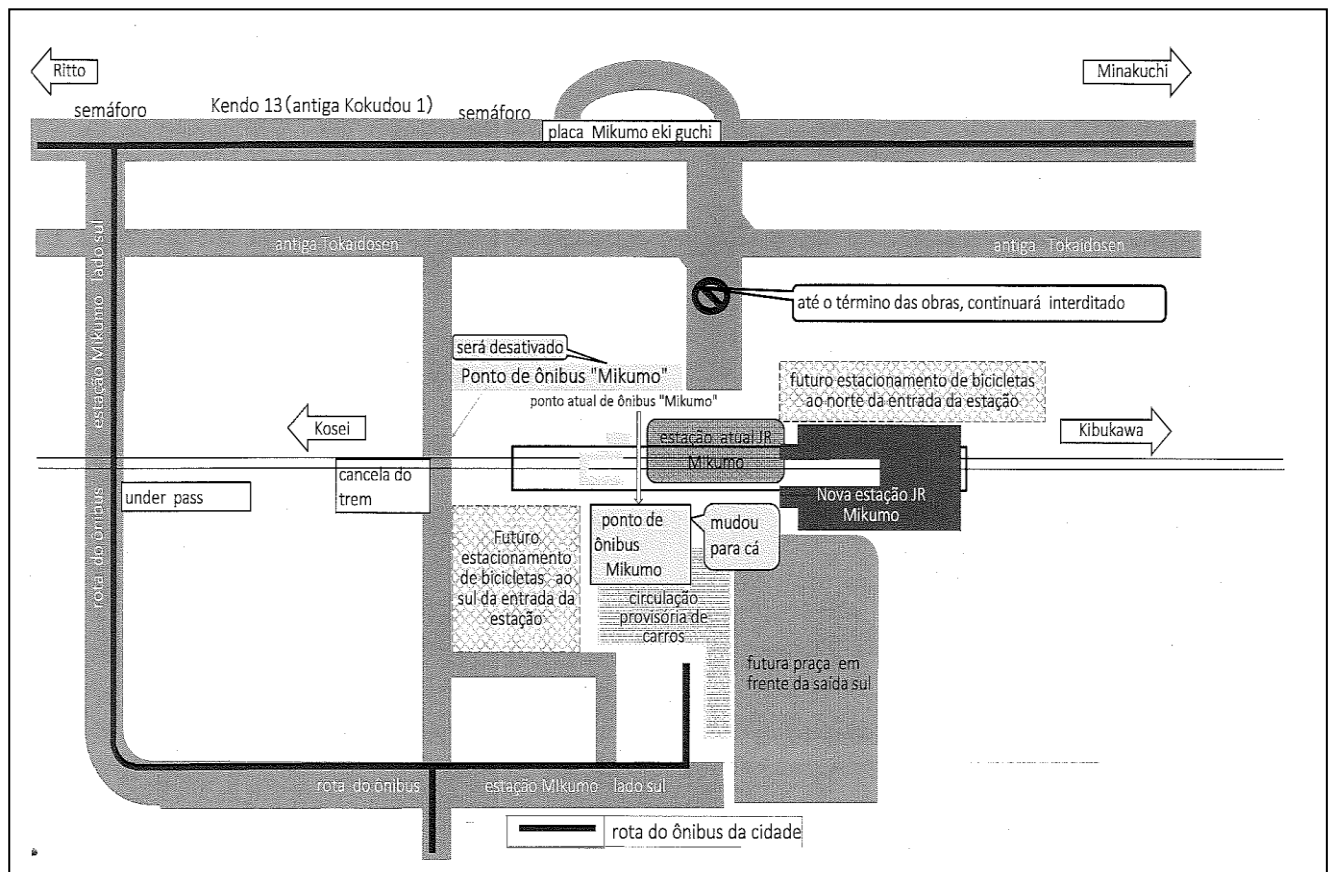 Ritto
Minakuchi
semáforo
Kendo 13 (antiga Kokudou 1)
semáforo
placa Mikumo eki guchi
antiga Tokaidosen
antiga Tokaidosen
rota do ônibus estação Mikumo lado sul
até o término das obras, continuará interditado
será desativado
Ponto de ônibus "Mikumo"
ponto atual de ônibus "Mikumo"
futuro estacionamento de bicicletas
ao norte da entrada da estação
Kosei
estação atual JR
Mikumo
Kibukawa
under pass
cancela do
trem
Nova estação JR
Mikumo
Futuro
estacionamento
de bicicletas ao
sul da entrada da
estação
ponto de
ônibus
Mikumo
mudou
para cá
circulação
provisória de
carros
futura praça em
frente da saída sul
rota do ônibus estação MIkumo lado sul
rota do ônibus da cidade